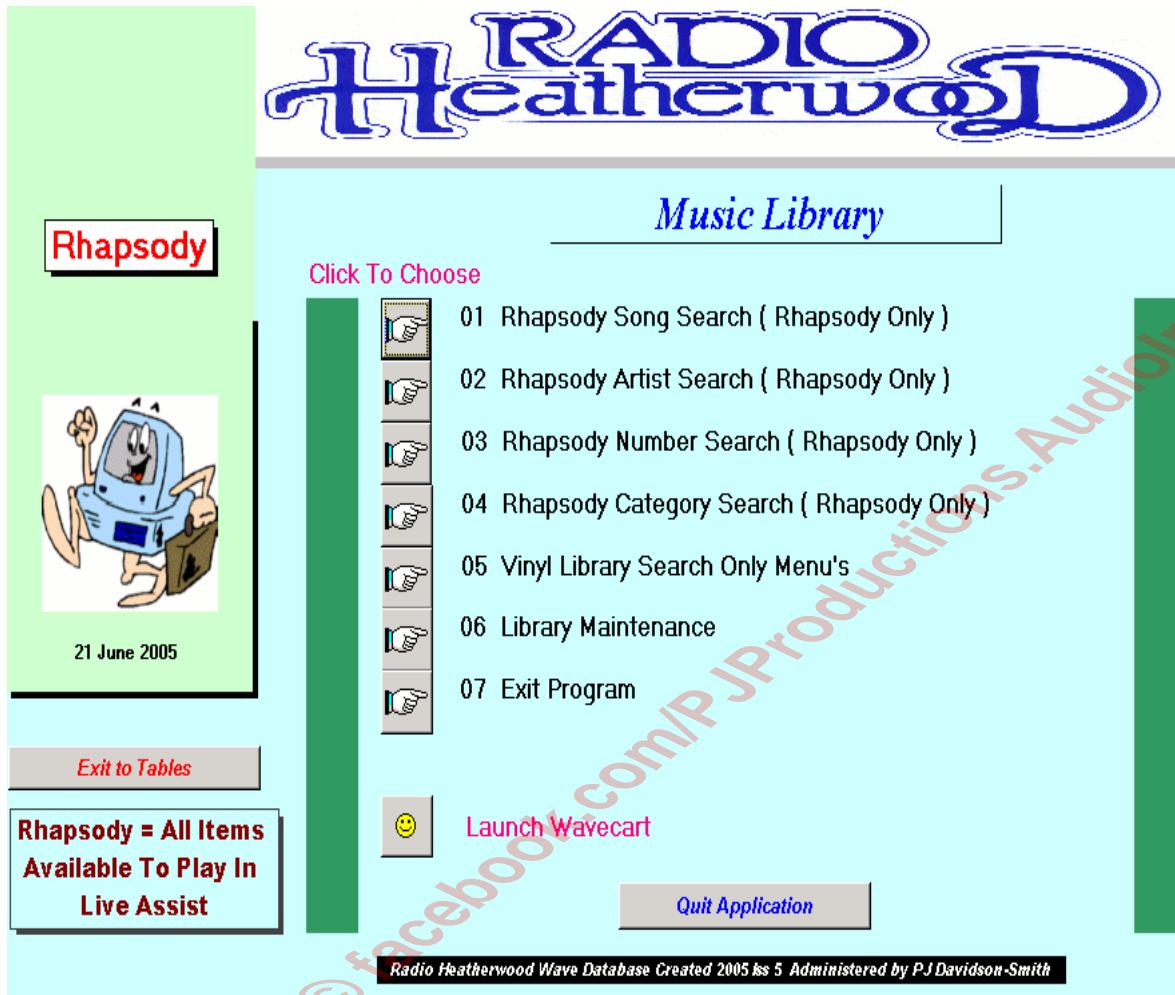 RADIO
HeatherwooD
Music Library
Rhapsody
Click To Choose
01 Rhapsody Song Search ( Rhapsody Only )
02 Rhapsody Artist Search ( Rhapsody Only )
03 Rhapsody Number Search ( Rhapsody Only )
04 Rhapsody Category Search ( Rhapsody Only )
05 Vinyl Library Search Only Menu's
06 Library Maintenance
07 Exit Program
21 June 2005
Exit to Tables
Rhapsody = All Items
Available To Play In
Live Assist
Launch Wavecart
Quit Application
Radio Heatherwood Wave Database Created 2005 Iss 5 Administered by PJ Davidson-Smith
© facebook.com/PJProductions.